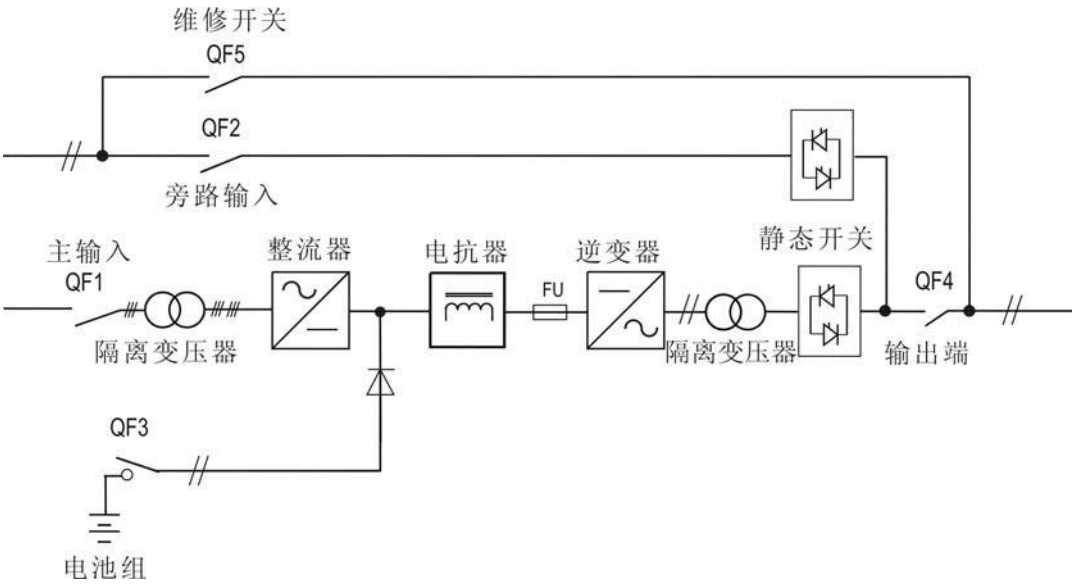 维修开关
QF5
QF2
旁路输入
主输入
QF1
隔离变压器
整流器
电抗器
FU
逆变器
隔离变压器
静态开关
QF4
输出端
QF3
电池组